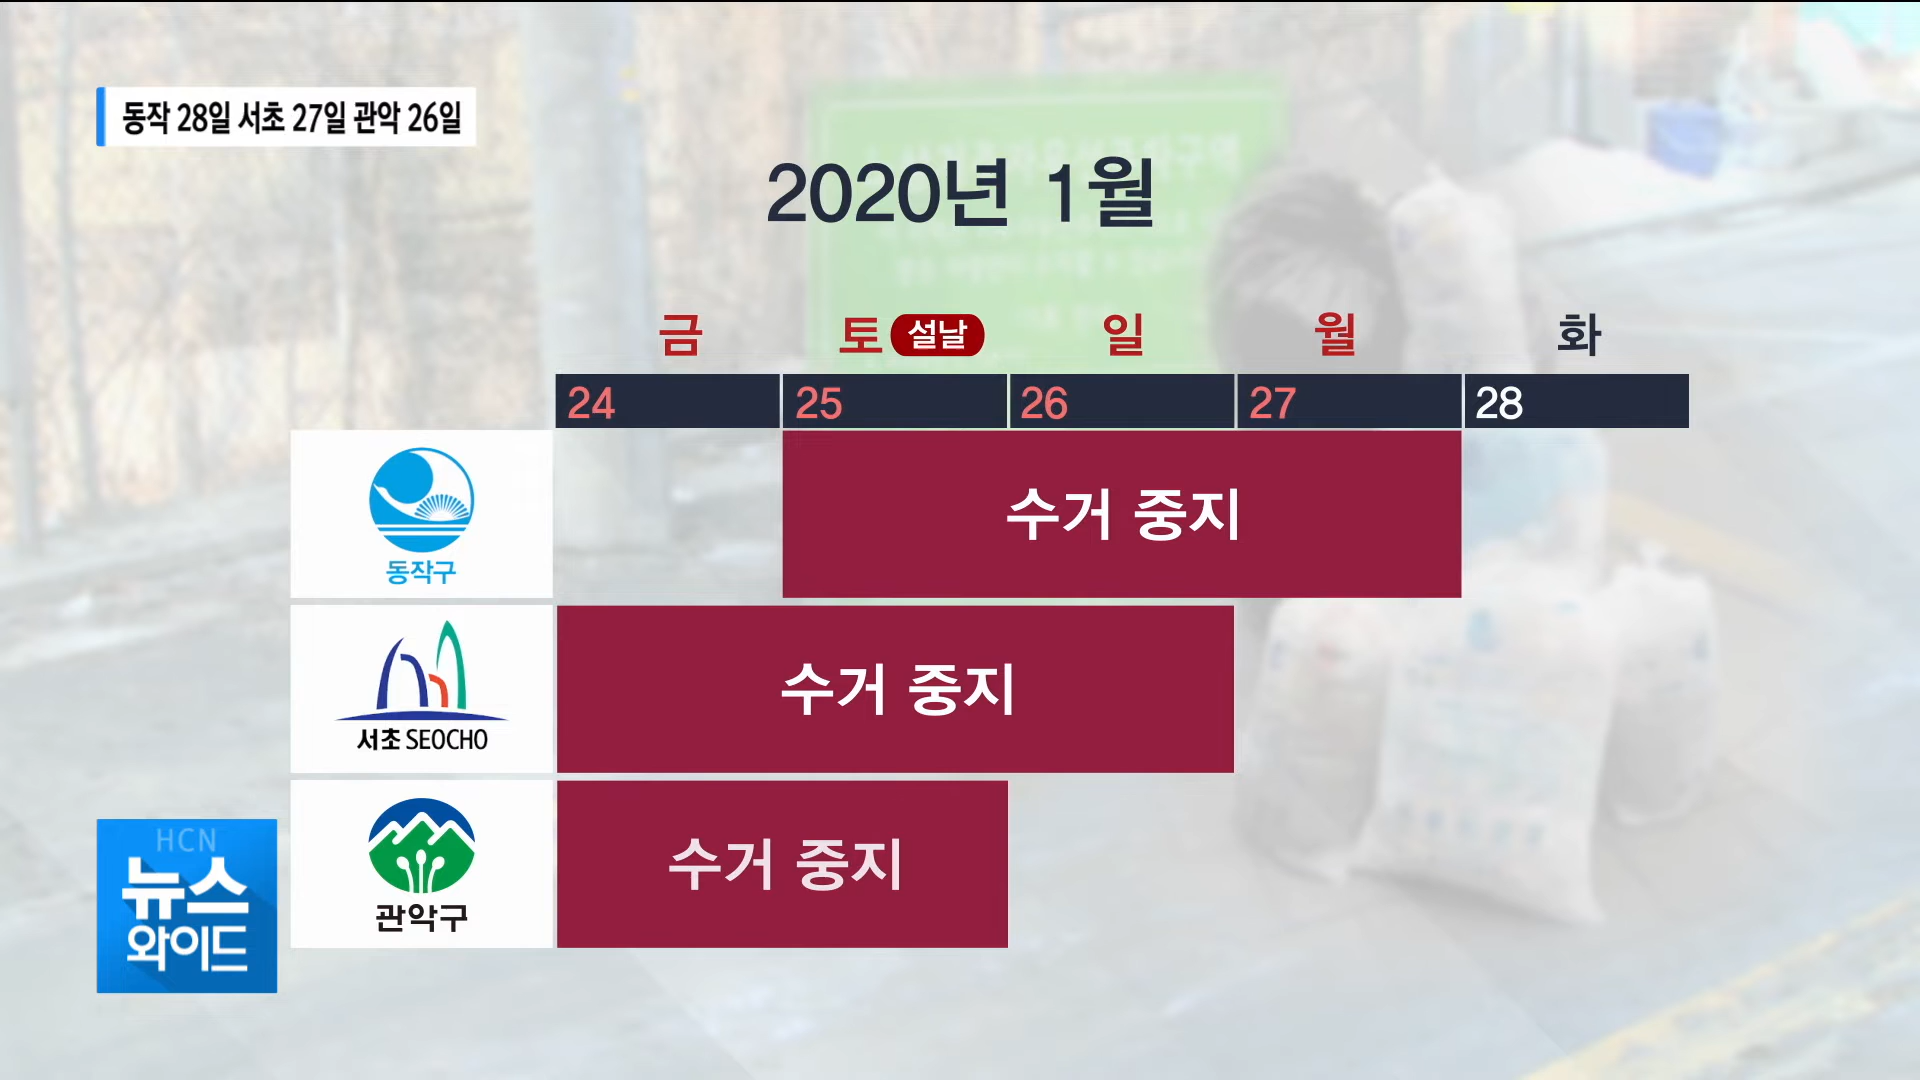 동작 28일 서초 27일 관악 26일
2020년 1월
금 토 설날 일 월 화
24 25 26 27 28
동작구
수거 중지
서초 SEOCHO
수거 중지
관악구
수거 중지
HCN
뉴스
와이드